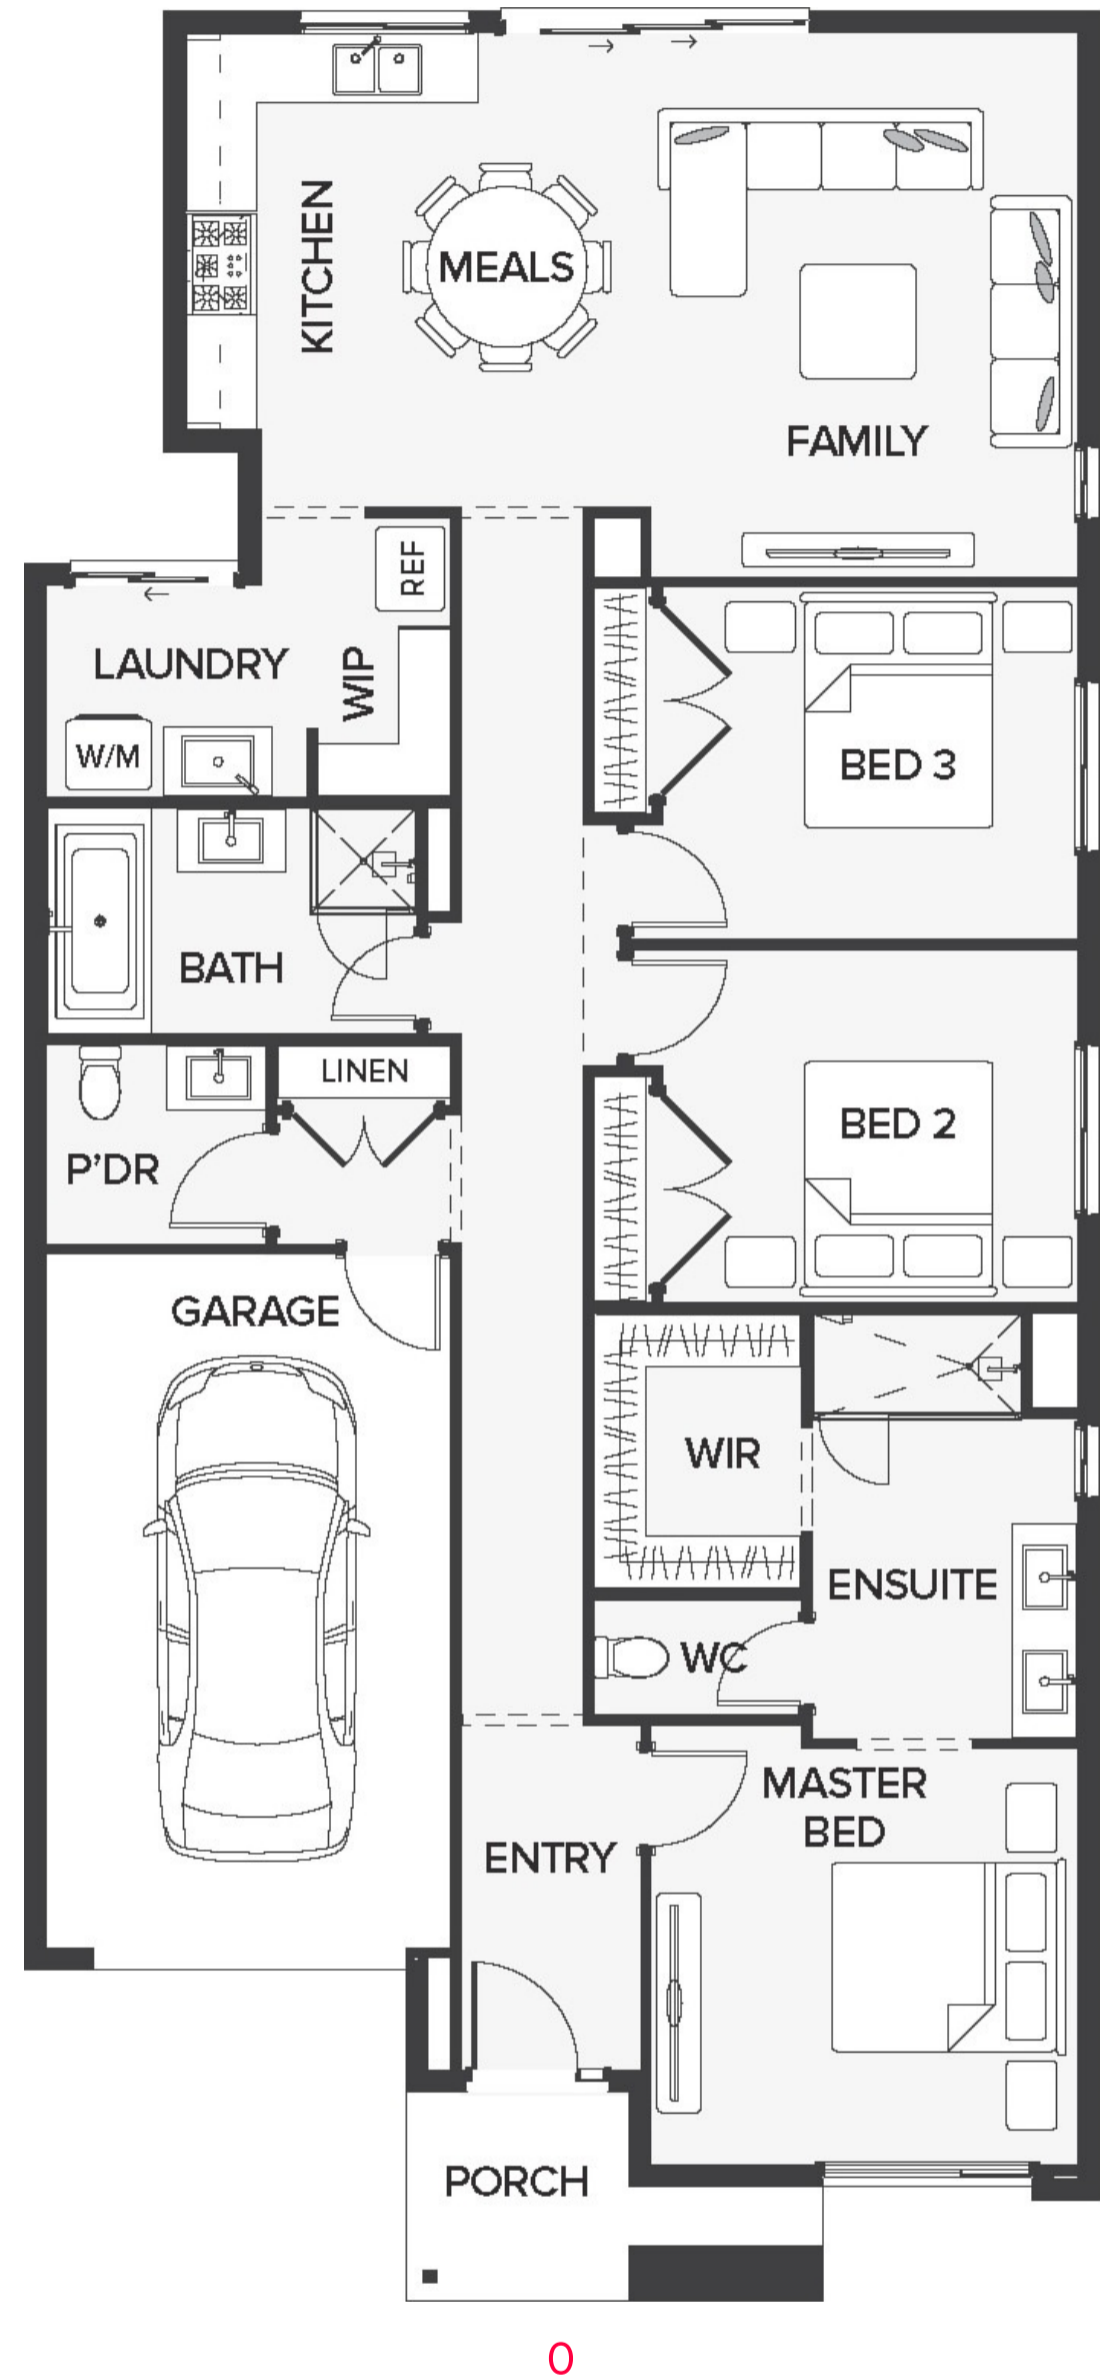 KITCHEN
MEALS
FAMILY
REF
LAUNDRY
WIP
W/M
BED 3
BATH
LINEN
BED 2
P'DR
GARAGE
WIR
ENSUITE
WC
MASTER
BED
ENTRY
PORCH
0